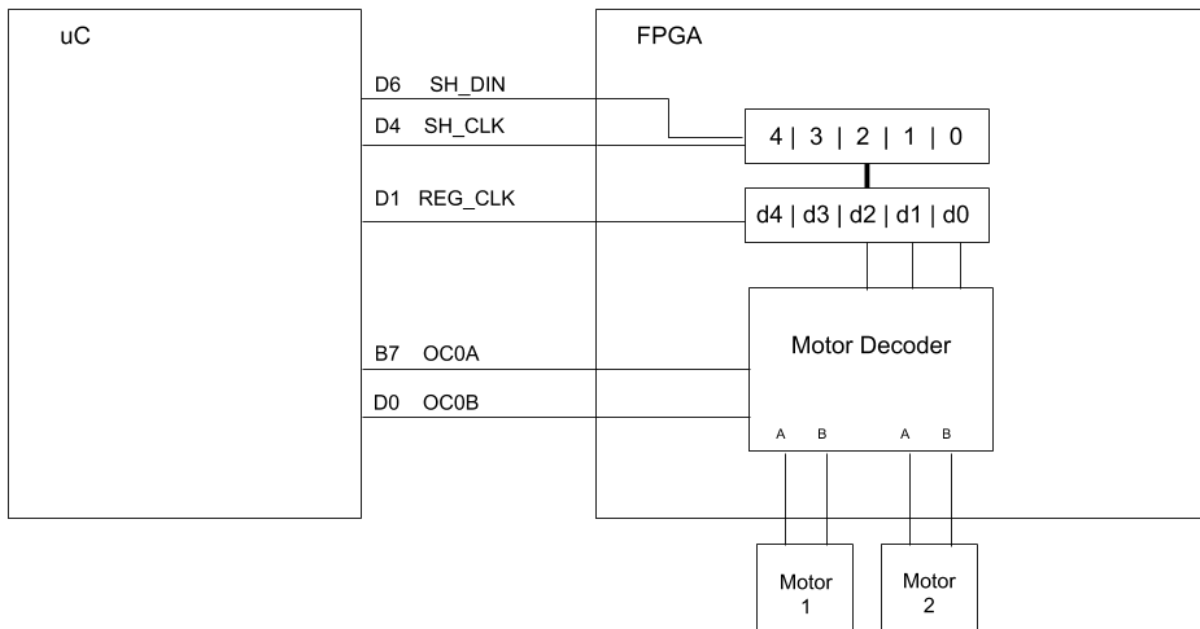 uC
FPGA
D6 SH_DIN
D4 SH_CLK
4 | 3 | 2 | 1 | 0
D1 REG_CLK
d4 | d3 | d2 | d1 | d0
Motor Decoder
B7 OC0A
D0 OC0B
A B A B
Motor
1
Motor
2